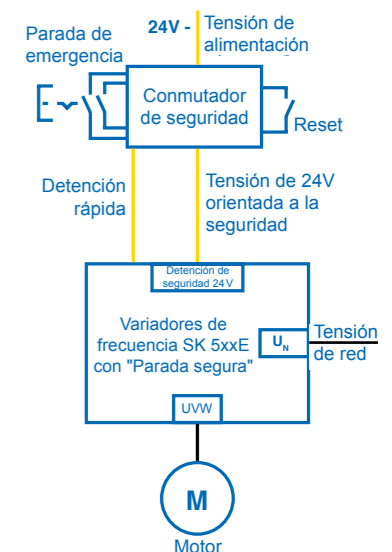 24V -
Tensión de
alimentación
Parada de
emergencia
Conmutador
de seguridad
Reset
Detención
rápida
Tensión de 24V
orientada a la
seguridad
Detención de
seguridad 24V
Variadores de
frecuencia SK 5xxE
con "Parada segura"
UN
Tensión
de red
UVW
M
Motor